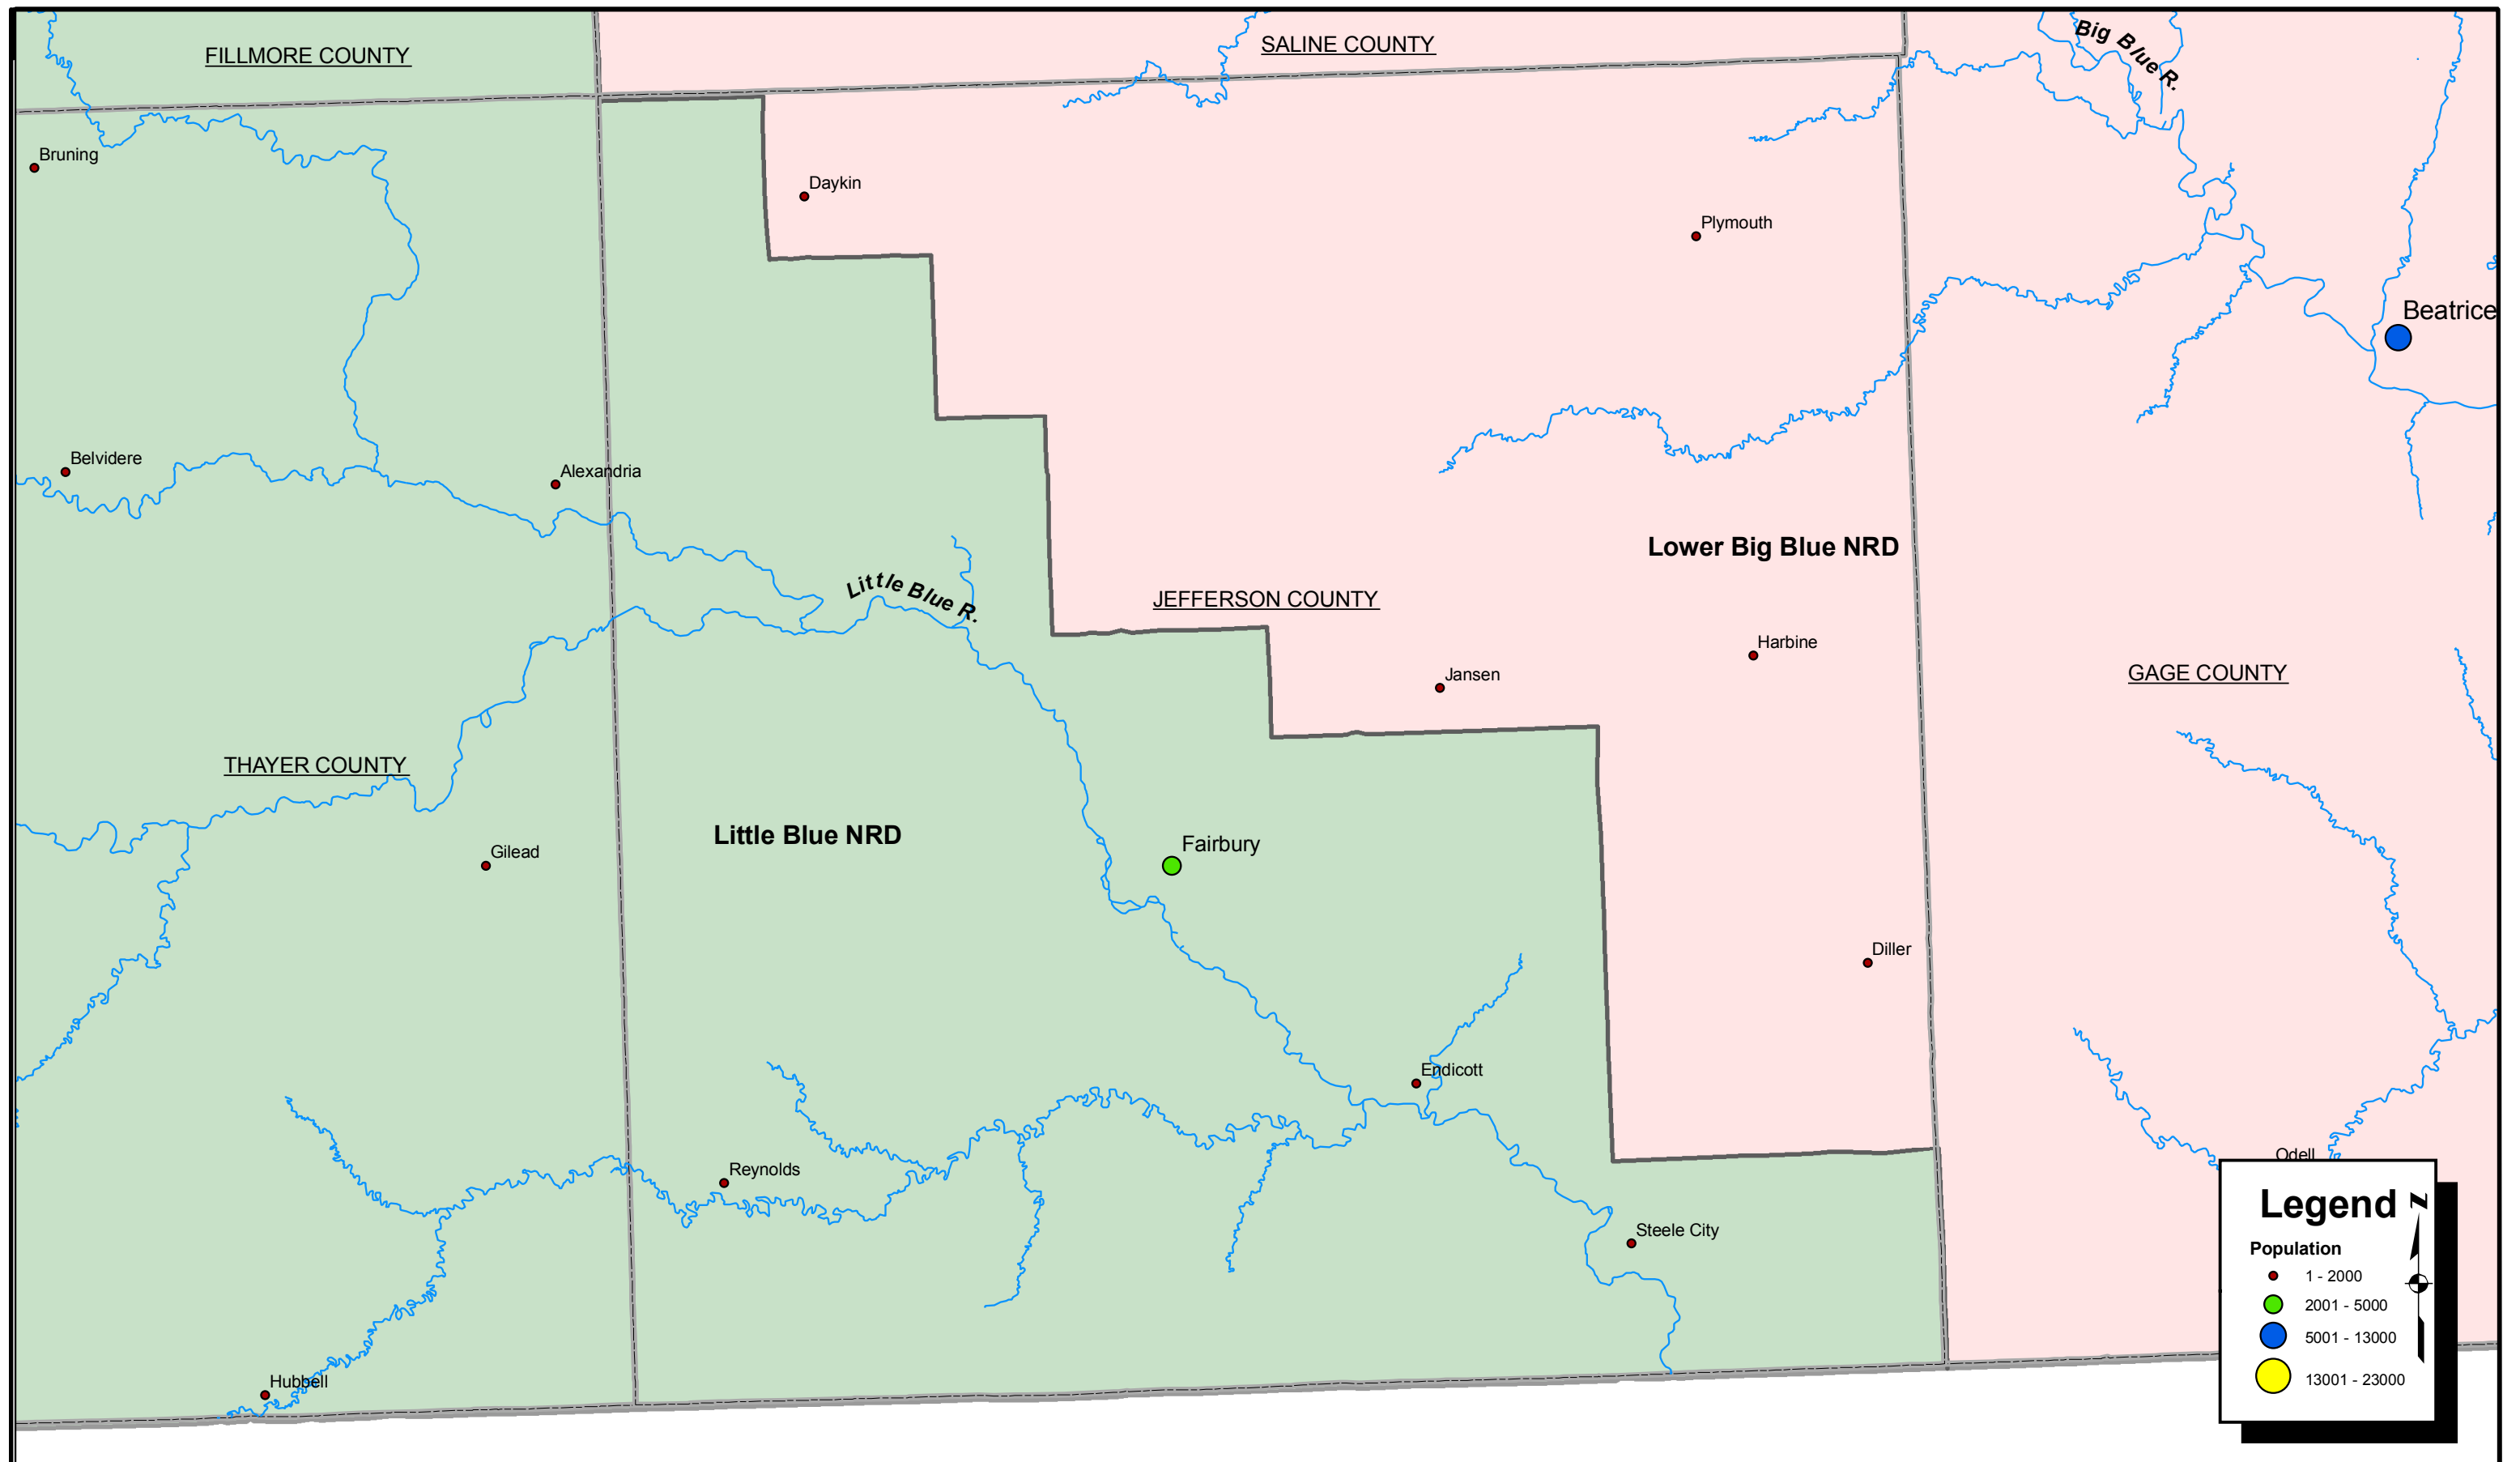 FILLMORE COUNTY
SALINE COUNTY
Big Blue R.
Bruning
Daykin
Plymouth
Beatrice
Belvidere
Alexandria
Lower Big Blue NRD
Little Blue R.
JEFFERSON COUNTY
Harbine
Jansen
GAGE COUNTY
THAYER COUNTY
Little Blue NRD
Fairbury
Gilead
Diller
Endicott
Odell
Reynolds
Steele City
Hubbell
Legend
N
Population
1 - 2000
2001 - 5000
5001 - 13000
13001 - 23000